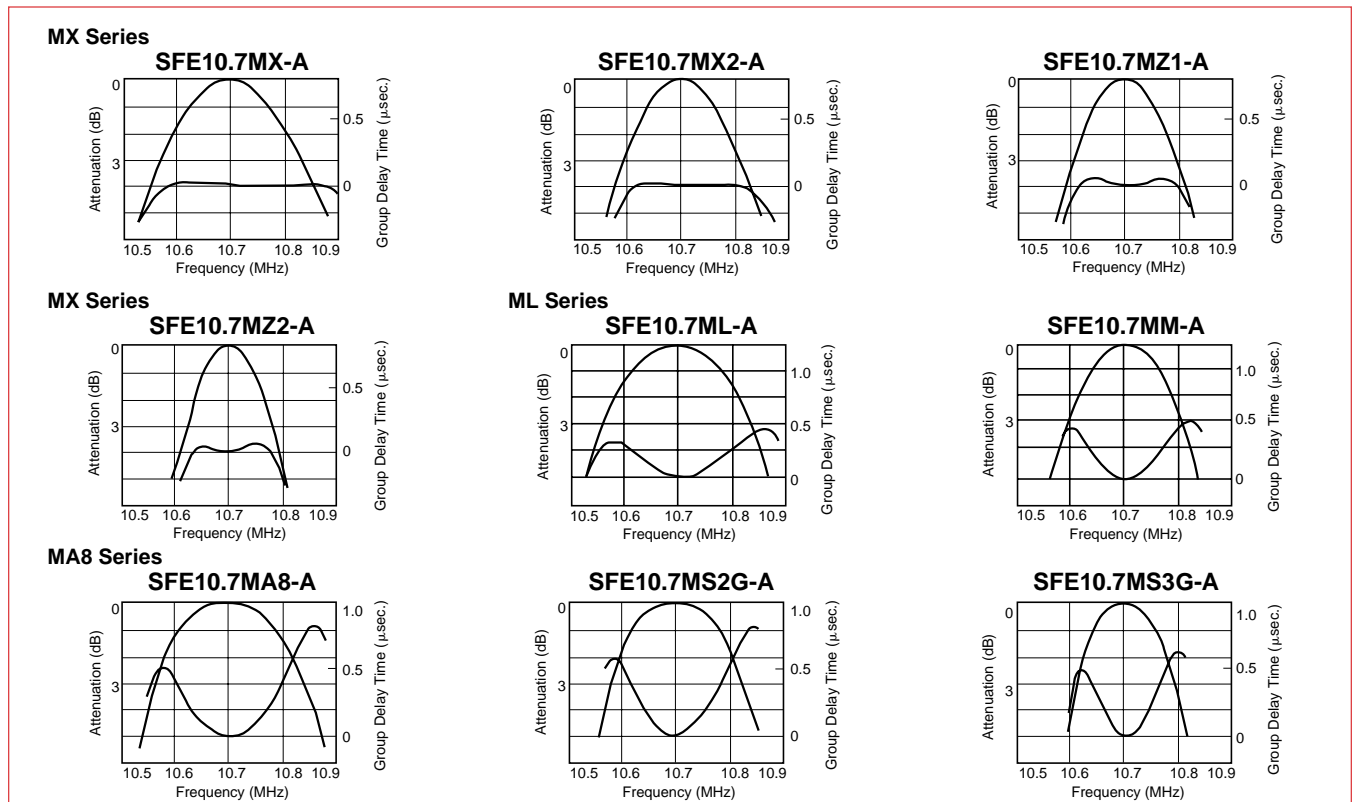 MX Series
SFE10.7MX-A
0
3
Attenuation (dB)
0.5
0
Group Delay Time (µsec.)
10.5 10.6 10.7 10.8 10.9
Frequency (MHz)
SFE10.7MX2-A
0
3
Attenuation (dB)
0.5
0
Group Delay Time (µsec.)
10.5 10.6 10.7 10.8 10.9
Frequency (MHz)
SFE10.7MZ1-A
0
3
Attenuation (dB)
0.5
0
Group Delay Time (µsec.)
10.5 10.6 10.7 10.8 10.9
Frequency (MHz)
MX Series
SFE10.7MZ2-A
0
3
Attenuation (dB)
0.5
0
Group Delay Time (µsec.)
10.5 10.6 10.7 10.8 10.9
Frequency (MHz)
ML Series
SFE10.7ML-A
0
3
Attenuation (dB)
1.0
0.5
0
Group Delay Time (µsec.)
10.5 10.6 10.7 10.8 10.9
Frequency (MHz)
SFE10.7MM-A
0
3
Attenuation (dB)
1.0
0.5
0
Group Delay Time (µsec.)
10.5 10.6 10.7 10.8 10.9
Frequency (MHz)
MA8 Series
SFE10.7MA8-A
0
3
Attenuation (dB)
1.0
0.5
0
Group Delay Time (µsec.)
10.5 10.6 10.7 10.8 10.9
Frequency (MHz)
SFE10.7MS2G-A
0
3
Attenuation (dB)
1.0
0.5
0
Group Delay Time (µsec.)
10.5 10.6 10.7 10.8 10.9
Frequency (MHz)
SFE10.7MS3G-A
0
3
Attenuation (dB)
1.0
0.5
0
Group Delay Time (µsec.)
10.5 10.6 10.7 10.8 10.9
Frequency (MHz)